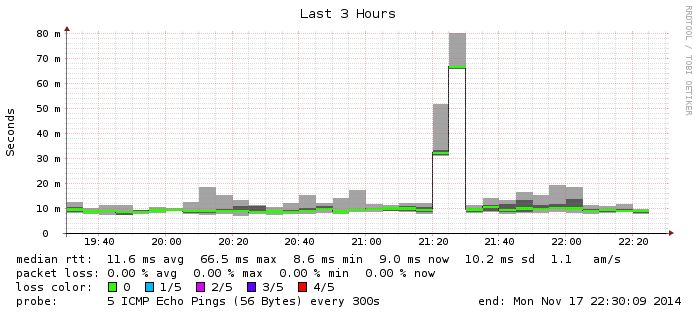 Last 3 Hours
RRDTOOL / TOBI OETIKER
Seconds
80 m
70 m
60 m
50 m
40 m
30 m
20 m
10 m
0
19:40 20:00 20:20 20:40 21:00 21:20 21:40 22:00 22:20
median rtt: 11.6 ms avg 66.5 ms max 8.6 ms min 9.0 ms now 10.2 ms sd 1.1 am/s
packet loss: 0.00 % avg 0.00 % max 0.00 % min 0.00 % now
loss color: 0 1/5 2/5 3/5 4/5
probe: 5 ICMP Echo Pings (56 Bytes) every 300s end: Mon Nov 17 22:30:09 2014